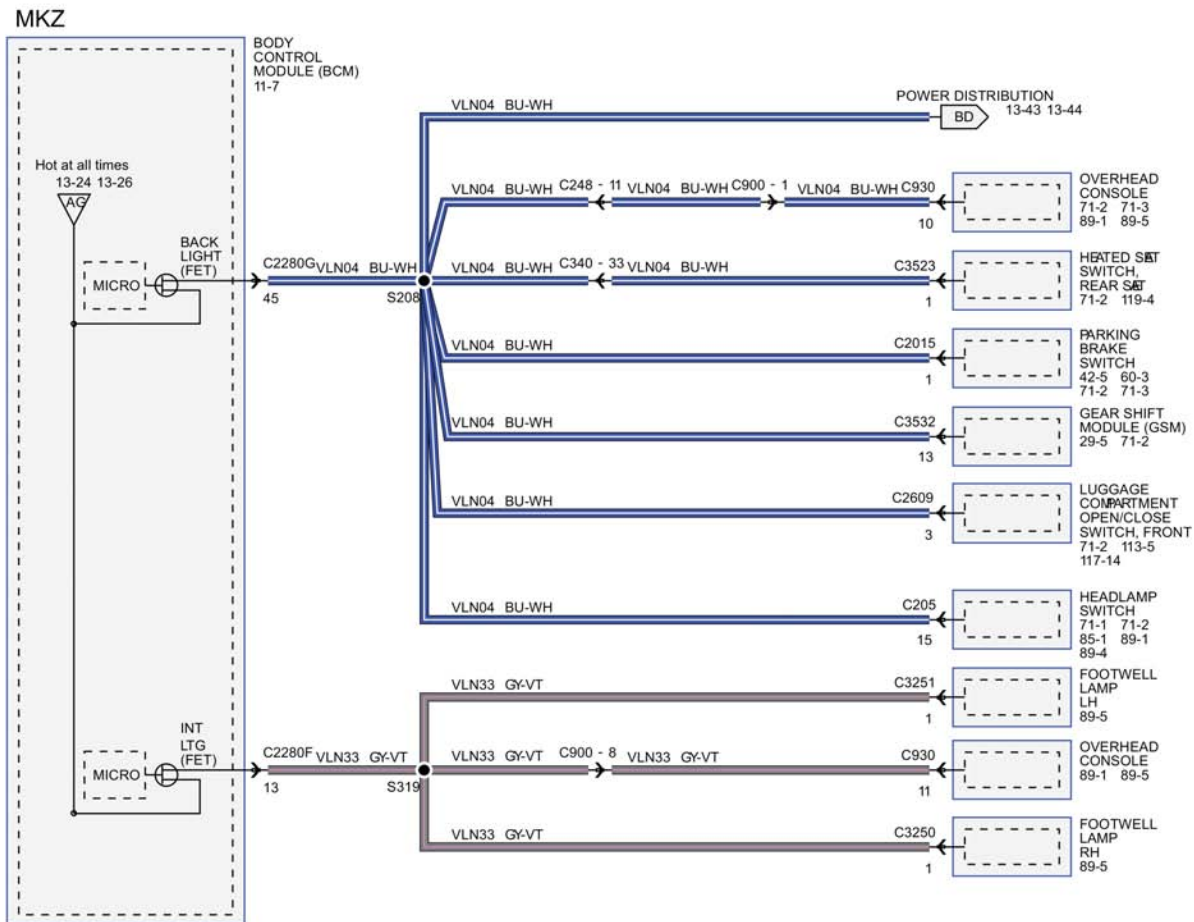 MKZ
BODY
CONTROL
MODULE (BCM)
11-7
Hot at all times
13-24 13-26
AG
BACK
LIGHT
(FET)
MICRO
C2280G
45
VLN04 BU-WH
S208
VLN04 BU-WH
POWER DISTRIBUTION
BD
13-43 13-44
VLN04 BU-WH
C248 - 11
VLN04 BU-WH
C900 - 1
VLN04 BU-WH
C930
10
OVERHEAD
CONSOLE
71-2 71-3
89-1 89-5
VLN04 BU-WH
C340 - 33
VLN04 BU-WH
C3523
1
HEATED SEAT
SWITCH,
REAR SEAT
71-2 119-4
VLN04 BU-WH
C2015
1
PARKING
BRAKE
SWITCH
42-5 60-3
71-2 71-3
VLN04 BU-WH
C3532
13
GEAR SHIFT
MODULE (GSM)
29-5 71-2
VLN04 BU-WH
C2609
3
LUGGAGE
COMPARTMENT
OPEN/CLOSE
SWITCH, FRONT
71-2 113-5
117-14
VLN04 BU-WH
C205
15
HEADLAMP
SWITCH
71-1 71-2
85-1 89-1
89-4
INT
LTG
(FET)
MICRO
C2280F
13
VLN33 GY-VT
S319
VLN33 GY-VT
C3251
1
FOOTWELL
LAMP
LH
89-5
VLN33 GY-VT
C900 - 8
VLN33 GY-VT
C930
11
OVERHEAD
CONSOLE
89-1 89-5
VLN33 GY-VT
C3250
1
FOOTWELL
LAMP
RH
89-5